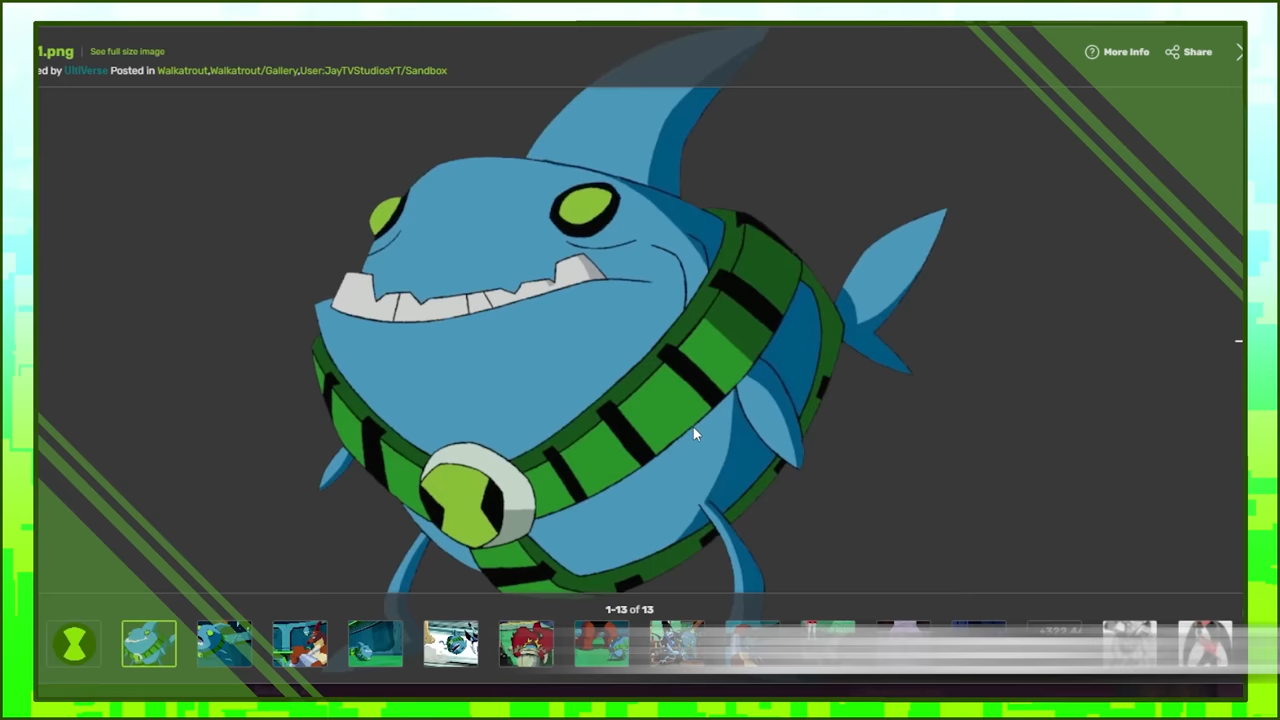 1.png See full size image
More Info Share
ed by UltiVerse Posted in Walkatrout,Walkatrout/Gallery,User:JayTVStudiosYT/Sandbox
1-13 of 13